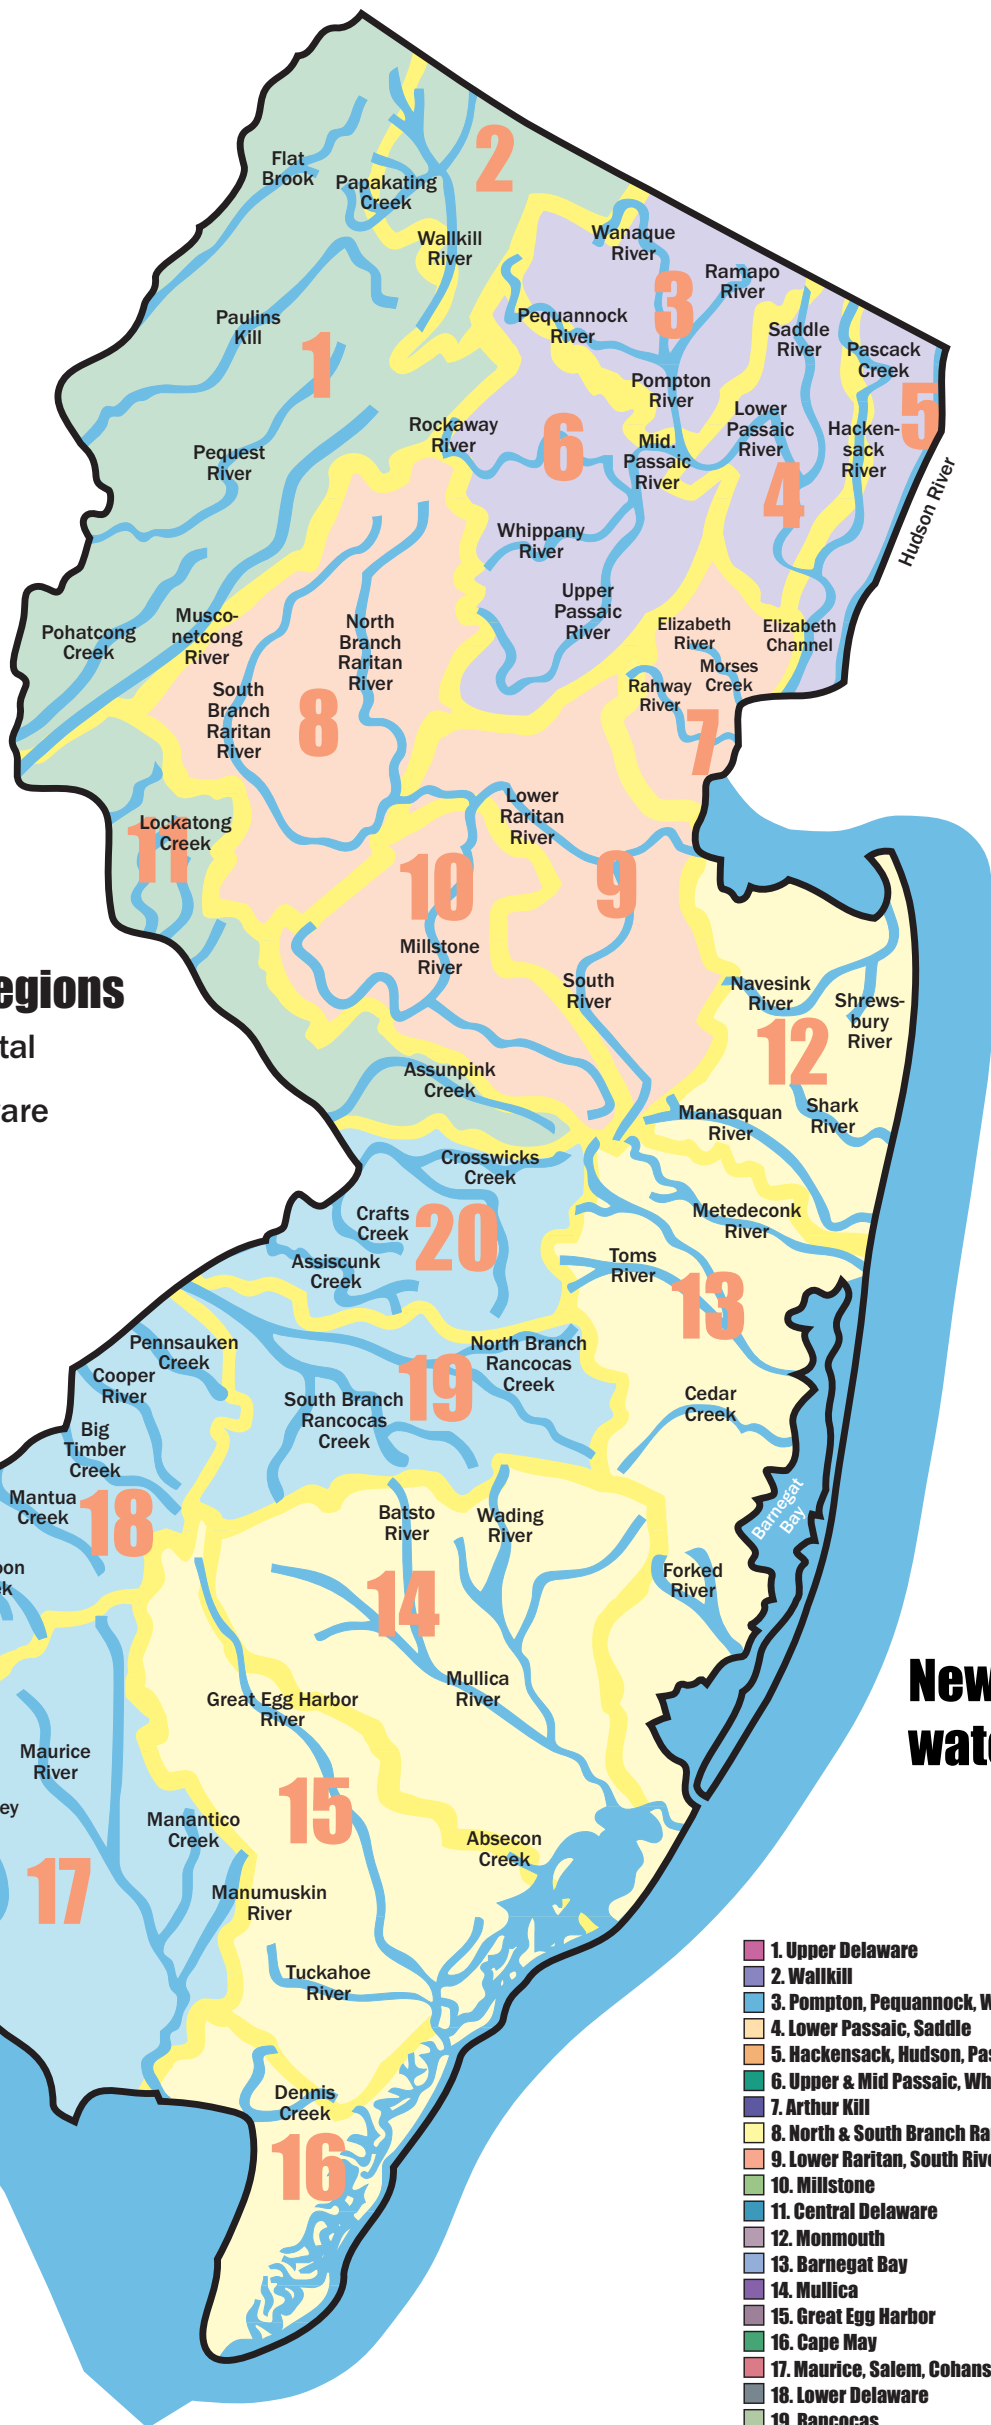 2
Flat
Brook
Papakating
Creek
Wallkill
River
Wanaque
River
Ramapo
River
3
Pequannock
River
Saddle
River
Pascack
Creek
Paulins
Kill
1
Pompton
River
5
Lower
Passaic
River
Hacken-
sack
River
Rockaway
River
6
Mid.
Passaic
River
Pequest
River
4
Hudson River
Whippany
River
Upper
Passaic
River
Pohatcong
Creek
Musco-
netcong
River
North
Branch
Raritan
River
Elizabeth
River
Elizabeth
Channel
Morses
Creek
Rahway
River
7
South
Branch
Raritan
River
8
Lower
Raritan
River
Lockatong
Creek
11
10
9
Millstone
River
South
River
Navesink
River
Shrews-
bury
River
12
egions
tal
are
Assunpink
Creek
Manasquan
River
Shark
River
Crosswicks
Creek
Crafts
Creek
20
Metedeconk
River
Assiscunk
Creek
Toms
River
13
Pennsauken
Creek
North Branch
Rancocas
Creek
Cooper
River
19
South Branch
Rancocas
Creek
Cedar
Creek
Big
Timber
Creek
Mantua
Creek
18
Batsto
River
Wading
River
Barnegat
Bay
oon
k
Forked
River
14
Mullica
River
Great Egg Harbor
River
New
wat
Maurice
River
ey
15
Manantico
Creek
Absecon
Creek
17
Manumuskin
River
Tuckahoe
River
Dennis
Creek
16
1. Upper Delaware
2. Wallkill
3. Pompton, Pequannock, W
4. Lower Passaic, Saddle
5. Hackensack, Hudson, Pas
6. Upper & Mid Passaic, Wh
7. Arthur Kill
8. North & South Branch Ra
9. Lower Raritan, South Rive
10. Millstone
11. Central Delaware
12. Monmouth
13. Barnegat Bay
14. Mullica
15. Great Egg Harbor
16. Cape May
17. Maurice, Salem, Cohans
18. Lower Delaware
19. Rancocas